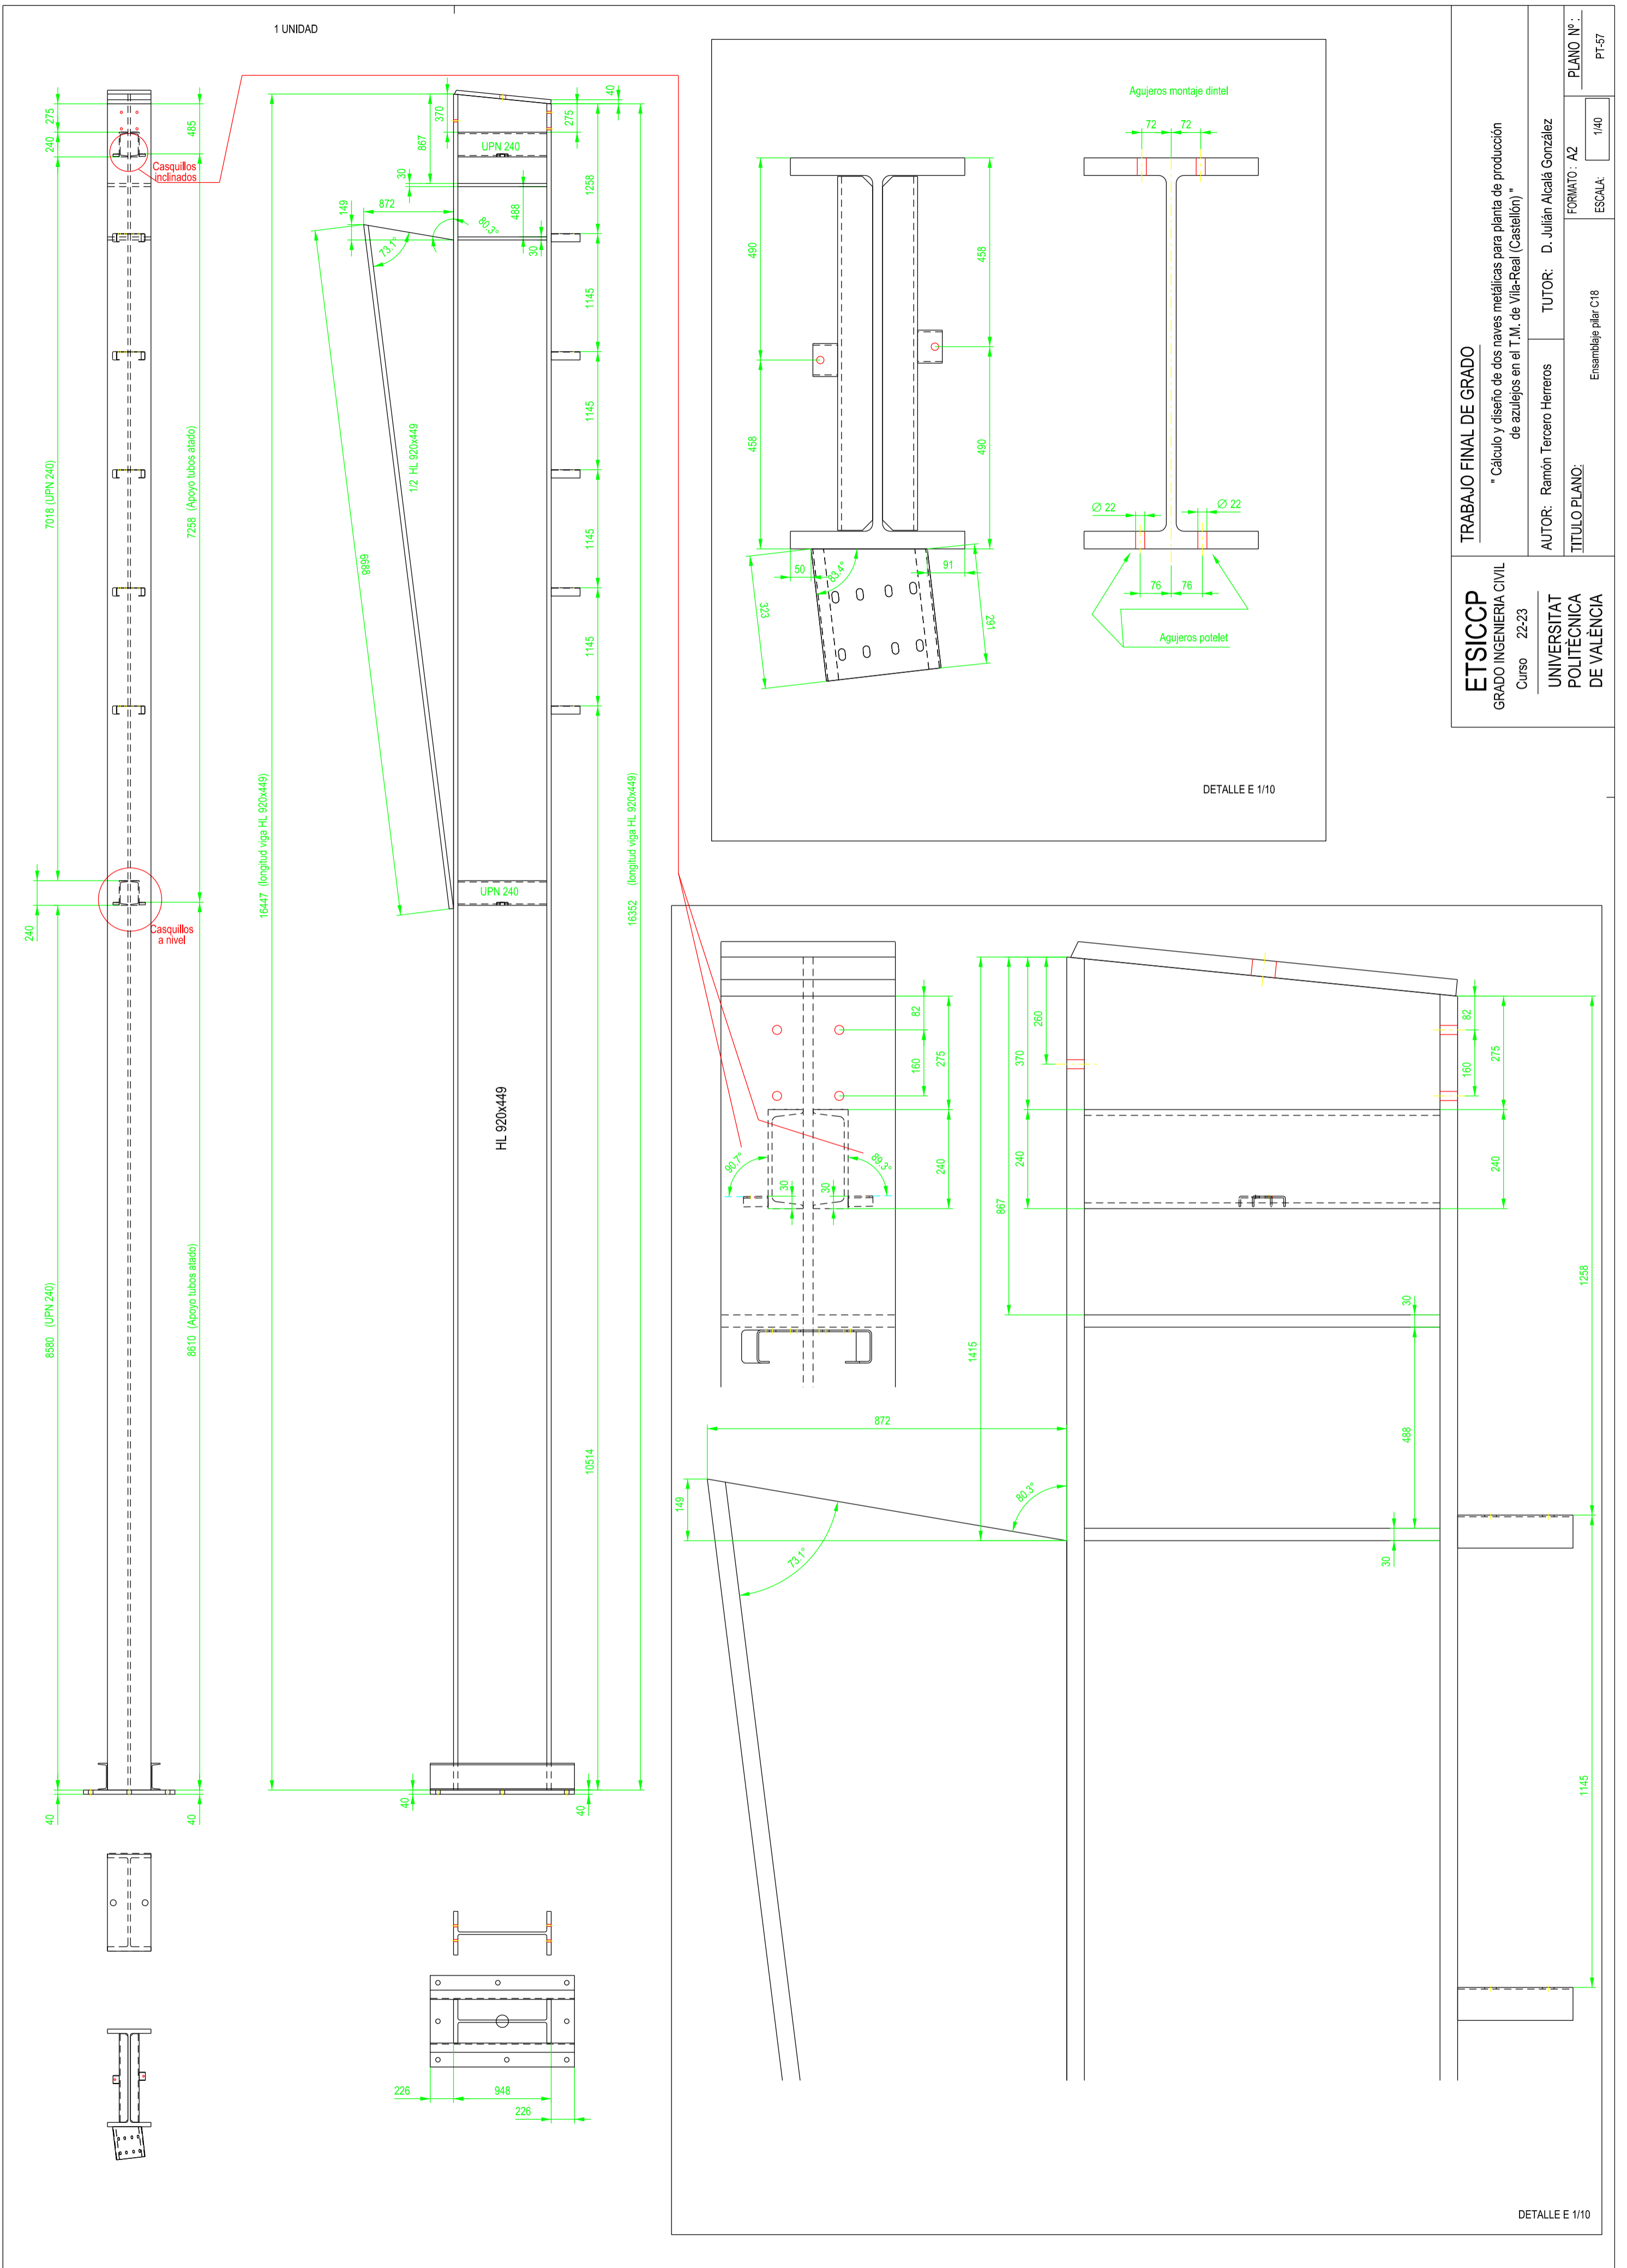 1 UNIDAD
275
240
485
Casquillos
inclinados
7018 (UPN 240)
7258 (Apoyo tubos atado)
240
Casquillos
a nivel
8580 (UPN 240)
8610 (Apoyo tubos atado)
40
40
370
867
40
275
UPN 240
30
1258
149
872
488
80.3°
73.1°
30
1145
1145
1145
1145
1/2 HL 920x449
6688
16447 (longitud viga HL 920x449)
16352 (longitud viga HL 920x449)
UPN 240
HL 920x449
10514
40
40
226
948
226
Agujeros montaje dintel
72
72
490
458
458
490
Ø 22
Ø 22
50
83.4°
91
323
291
76
76
Agujeros potelet
DETALLE E 1/10
82
160
275
240
90.7°
89.3°
30
30
260
370
240
867
1415
82
160
275
240
1258
30
488
872
149
80.3°
73.1°
30
1145
DETALLE E 1/10
TRABAJO FINAL DE GRADO
" Cálculo y diseño de dos naves metálicas para planta de producción
de azulejos en el T.M. de Vila-Real (Castellón) "
AUTOR: Ramón Tercero Herreros
TUTOR: D. Julián Alcalá González
TITULO PLANO:
Ensamblaje pilar C18
FORMATO : A2
ESCALA:
1/40
PLANO Nº :
PT-57
ETSICCP
GRADO INGENIERIA CIVIL
Curso 22-23
UNIVERSITAT
POLITÈCNICA
DE VALÈNCIA